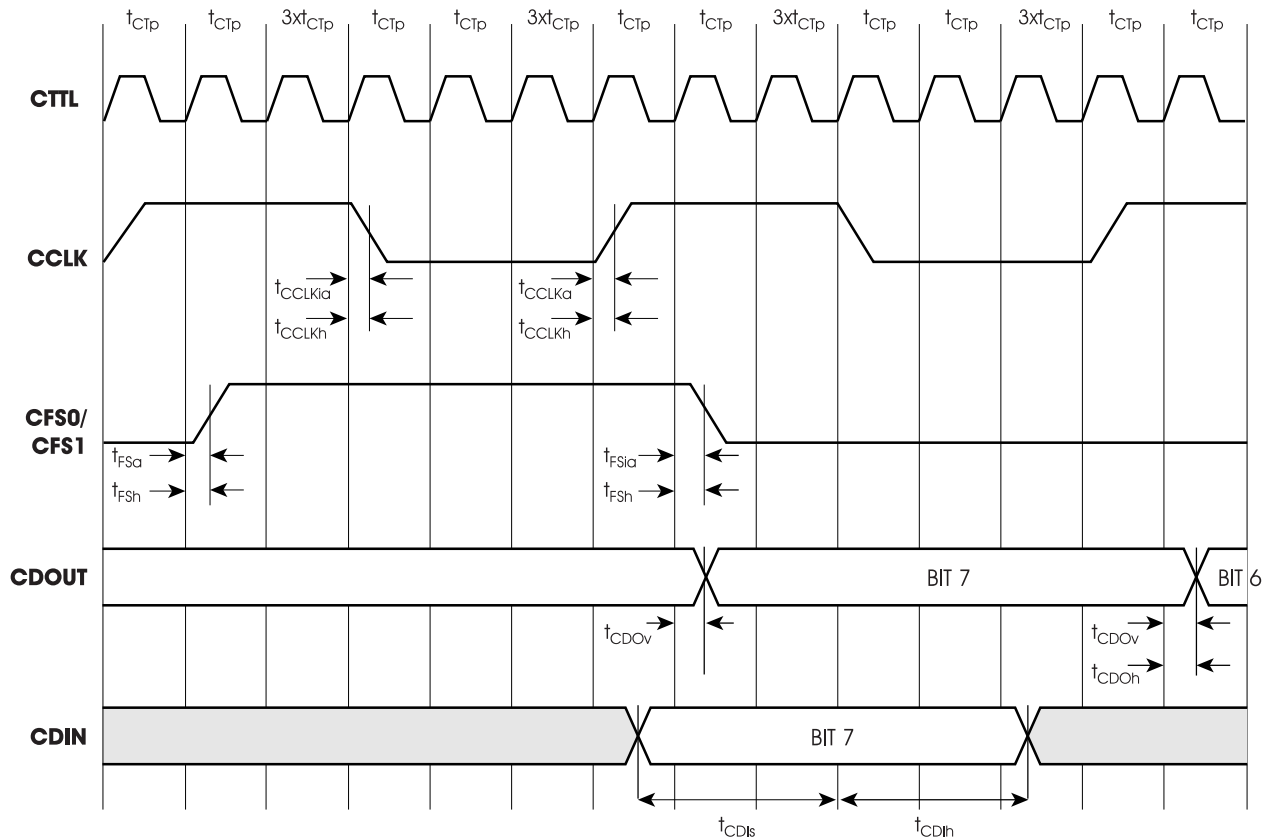 tCTp tCTp 3xtCTp tCTp tCTp 3xtCTp tCTp tCTp 3xtCTp tCTp tCTp 3xtCTp tCTp tCTp
CTTL
CCLK
tCCLKia tCCLKa
tCCLKh tCCLKh
CFS0/
CFS1
tFSa tFSia
tFSh tFSh
CDOUT BIT 7 BIT 6
tCDOv tCDOv
tCDOh
CDIN BIT 7
tCDIs tCDIh